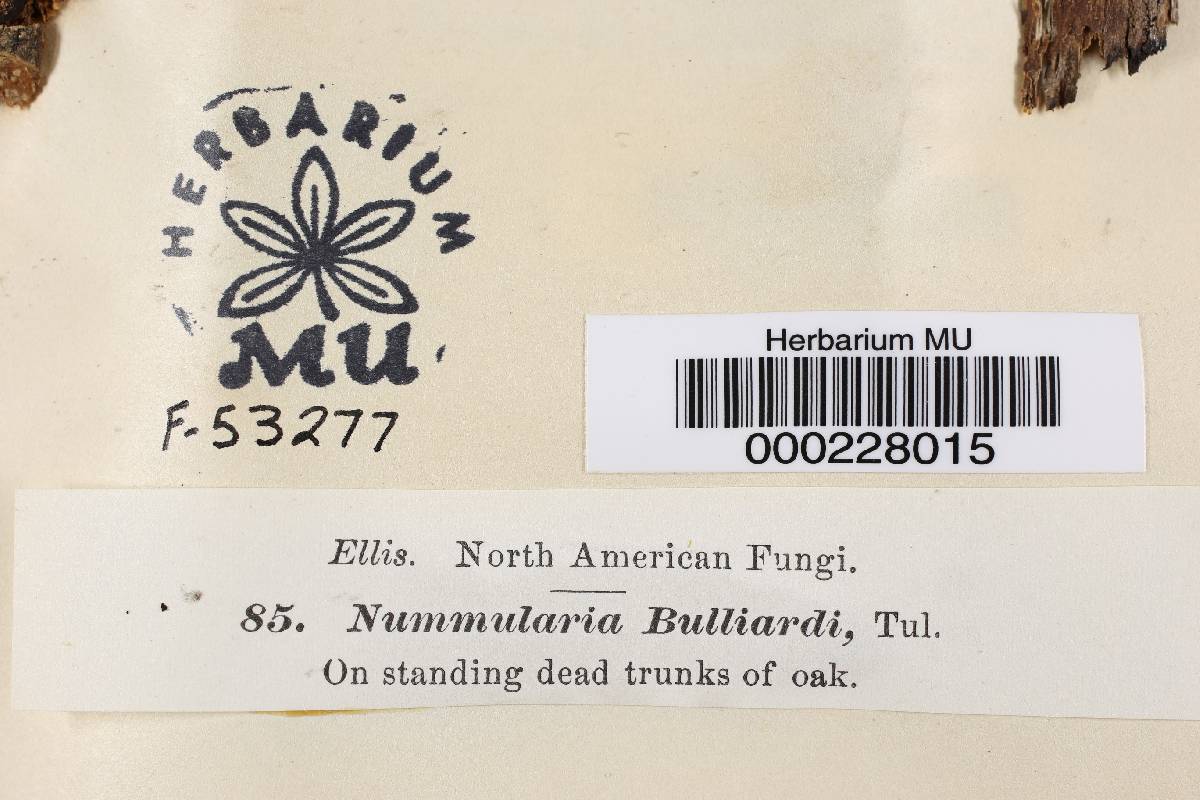 HERBARIUM
MU
F-53277
Herbarium MU
000228015
Ellis. North American Fungi.
85. Nummularia Bulliardi, Tul.
On standing dead trunks of oak.